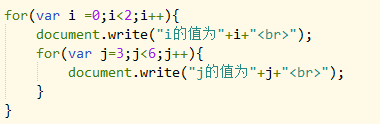 for(var i =0;i<2;i++){
document.write("i的值为"+i+"<br>");
for(var j=3;j<6;j++){
document.write("j的值为"+j+"<br>");
}
}